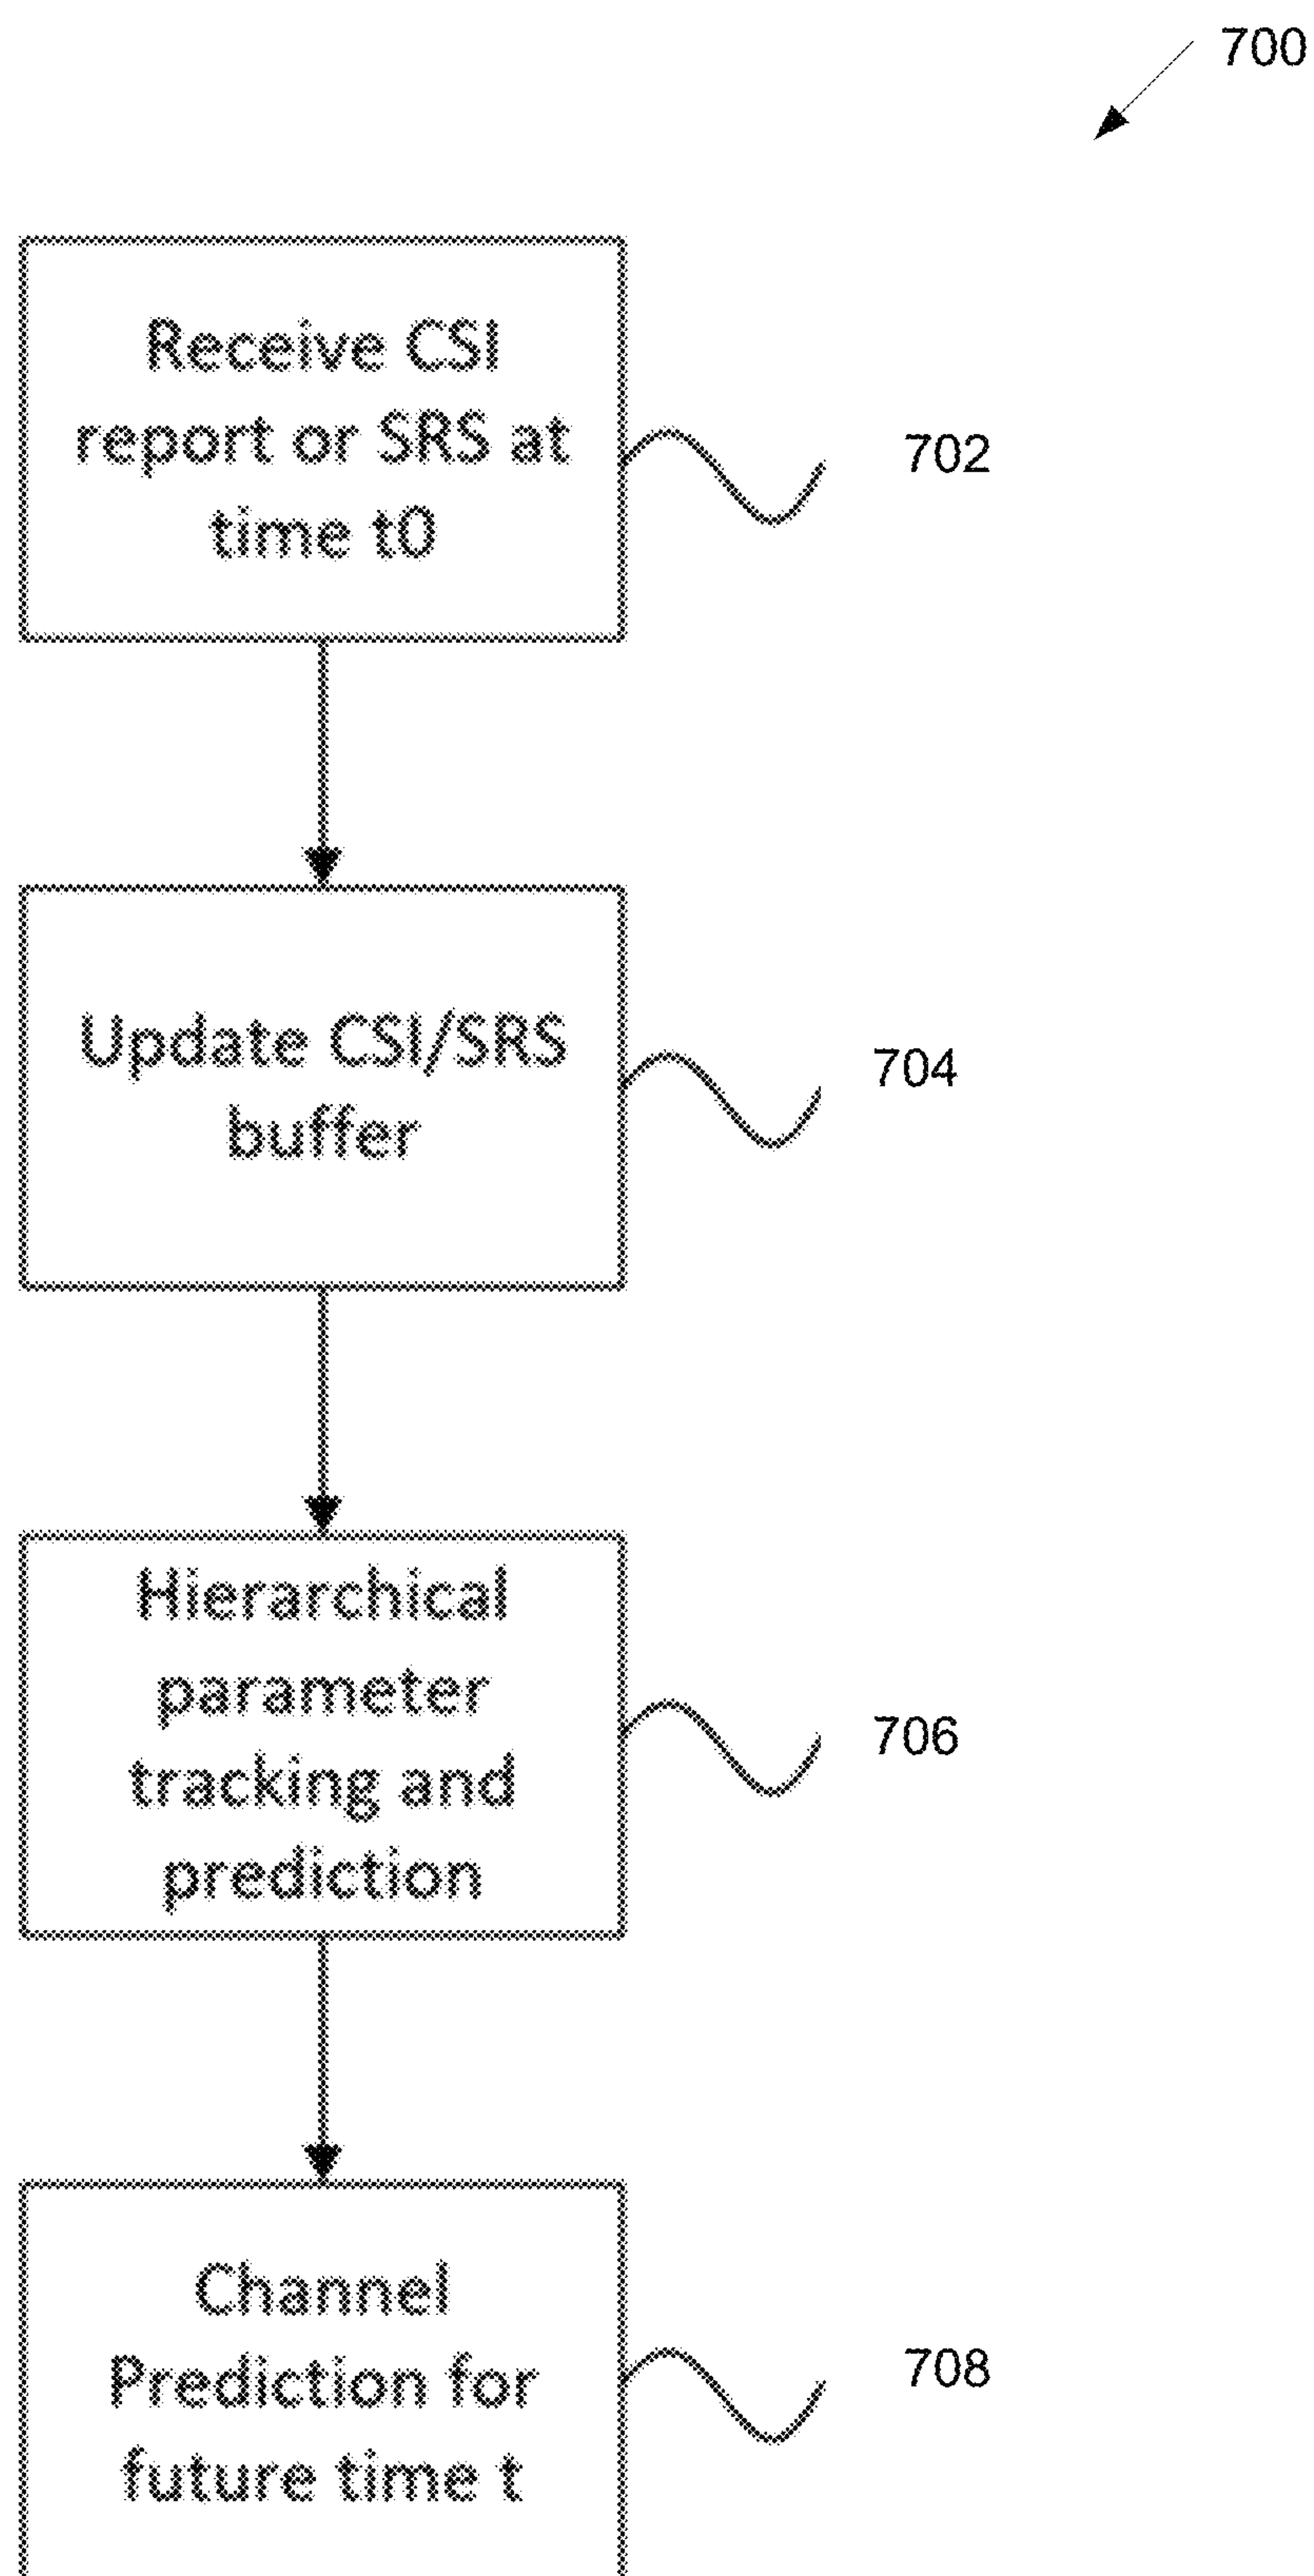 700
Receive CSI
report or SRS at
time t0
702
Update CSI/SRS
buffer
704
Hierarchical
parameter
tracking and
prediction
706
Channel
Prediction for
future time t
708